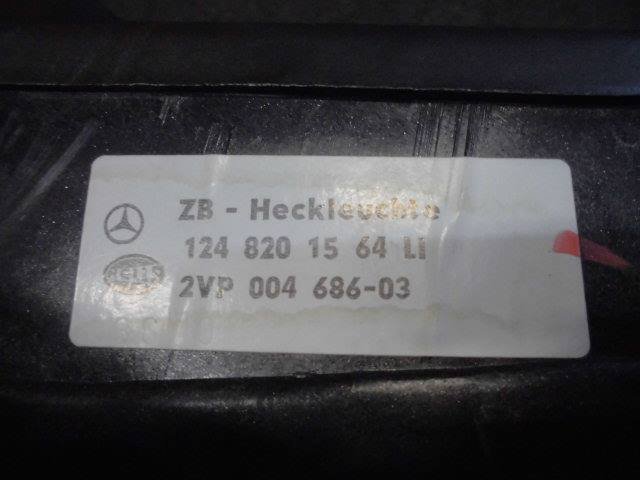 ZB - Heckleuchte
124 820 15 64 LI
HELLA
2VP 004 686-03